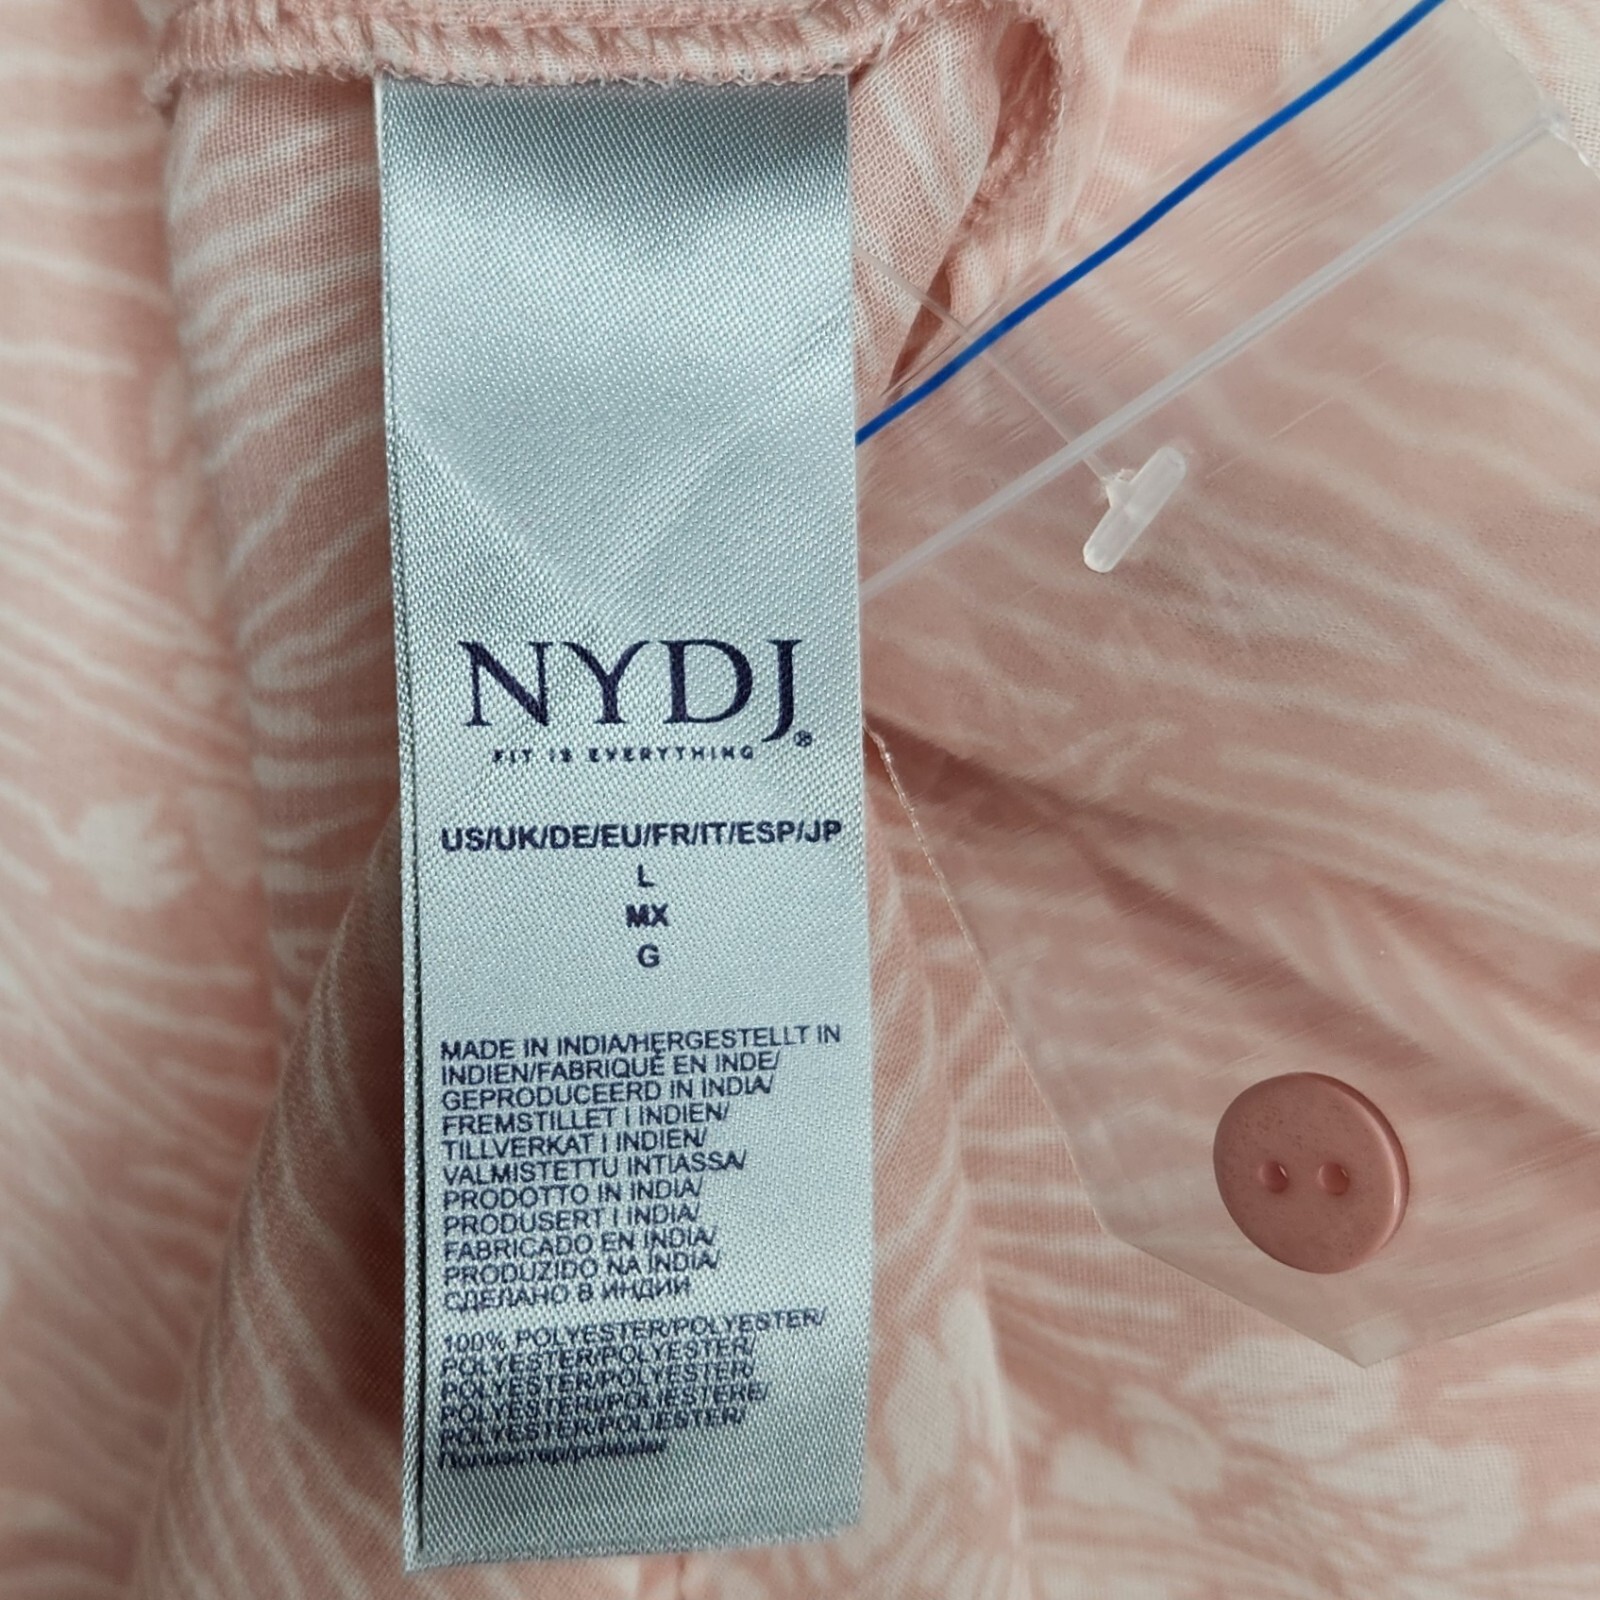 NYDJ®
FIT IS EVERYTHING
US/UK/DE/EU/FR/IT/ESP/JP
L
MX
G
MADE IN INDIA/HERGESTELLT IN
INDIEN/FABRIQUÉ EN INDE/
GEPRODUCEERD IN INDIA/
FREMSTILLET I INDIEN/
TILLVERKAT I INDIEN/
VALMISTETTU INTIASSA/
PRODOTTO IN INDIA/
PRODUSERT I INDIA/
FABRICADO EN INDIA/
PRODUZIDO NA ÍNDIA/
СДЕЛАНО В ИНДИИ
100% POLYESTER/POLYESTER/
POLYESTER/POLYESTER/
POLYESTER/POLYESTER/
POLYESTERI/POLIESTERE/
POLYESTER/POLIESTER/